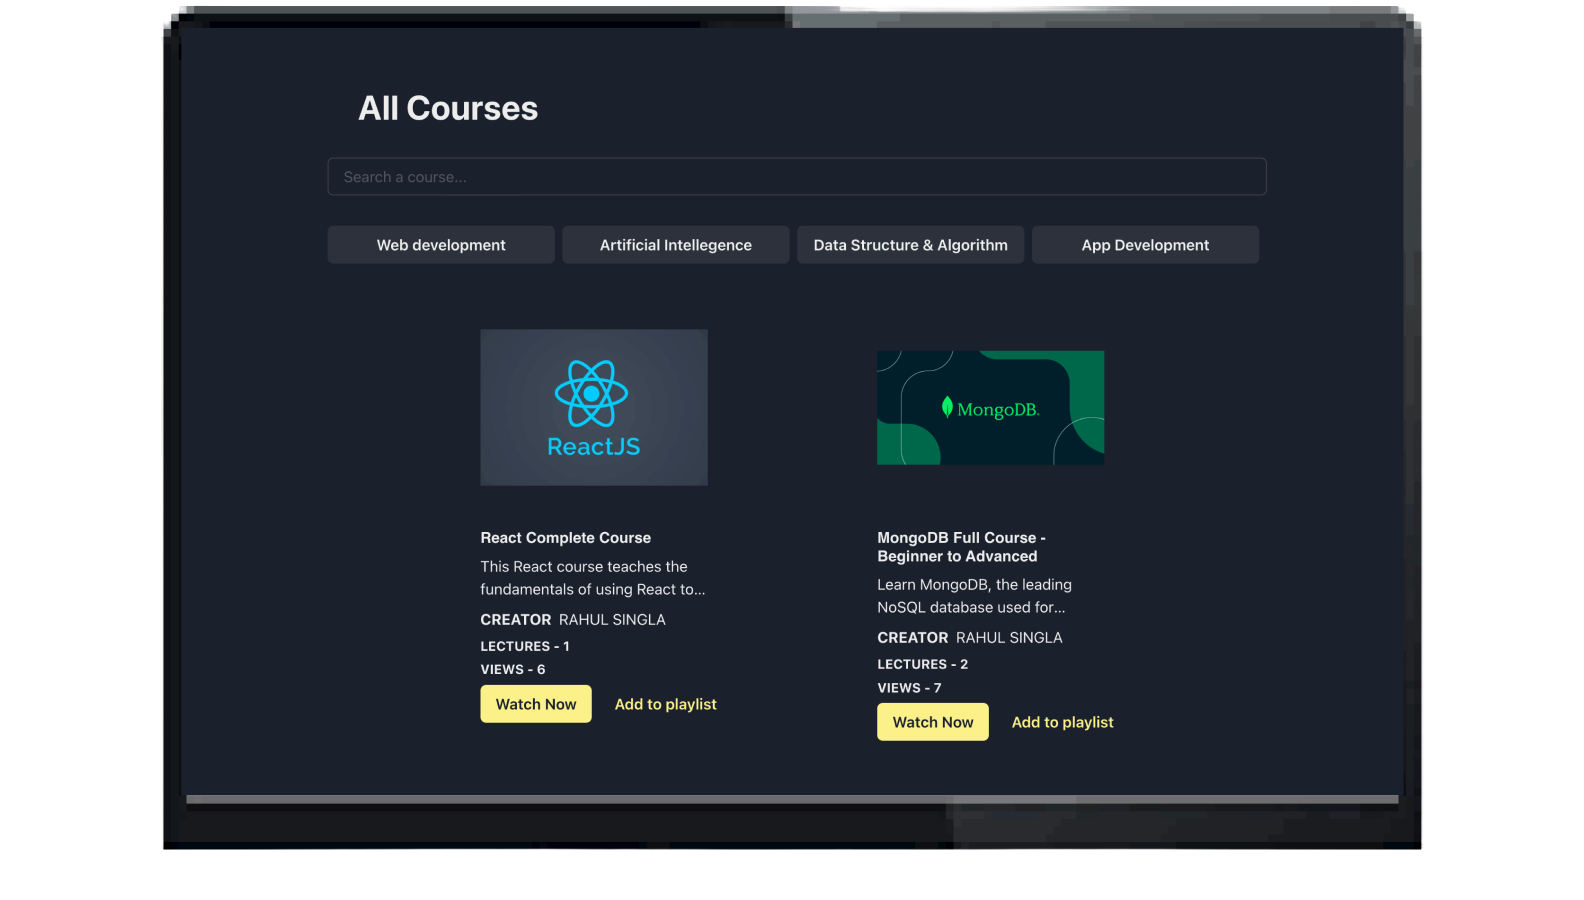 All Courses
Search a course...
Web development
Artificial Intellegence
Data Structure & Algorithm
App Development
ReactJS
React Complete Course
This React course teaches the
fundamentals of using React to...
CREATOR RAHUL SINGLA
LECTURES - 1
VIEWS - 6
Watch Now
Add to playlist
MongoDB.
MongoDB Full Course -
Beginner to Advanced
Learn MongoDB, the leading
NoSQL database used for...
CREATOR RAHUL SINGLA
LECTURES - 2
VIEWS - 7
Watch Now
Add to playlist